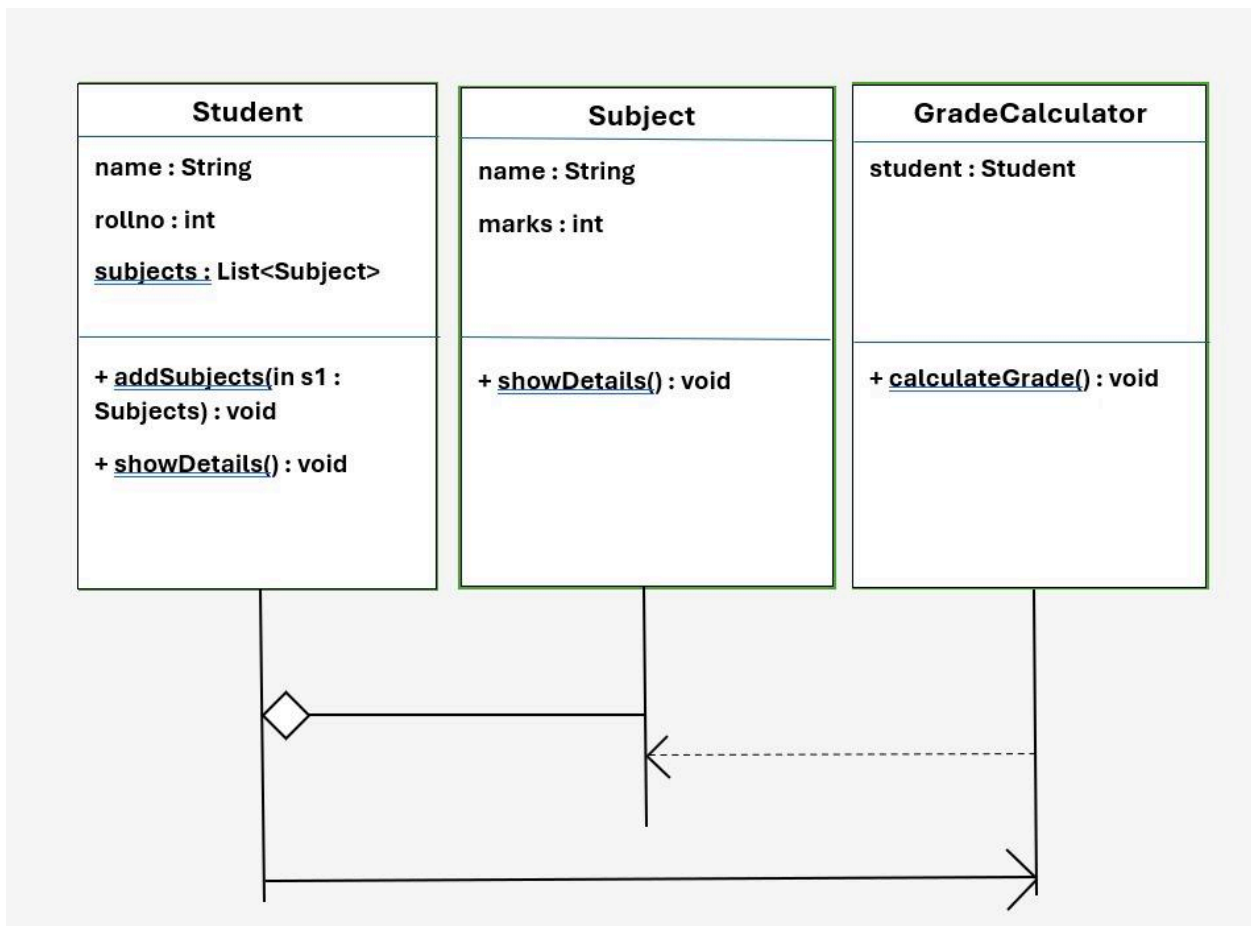 Student
name : String
rollno : int
subjects : List<Subject>
+ addSubjects(in s1 :
Subjects) : void
+ showDetails() : void
Subject
name : String
marks : int
+ showDetails() : void
GradeCalculator
student : Student
+ calculateGrade() : void